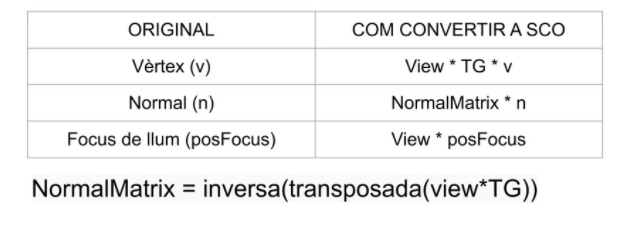 ORIGINAL COM CONVERTIR A SCO
Vèrtex (v) View * TG * v
Normal (n) NormalMatrix * n
Focus de llum (posFocus) View * posFocus
NormalMatrix = inversa(transposada(view*TG))